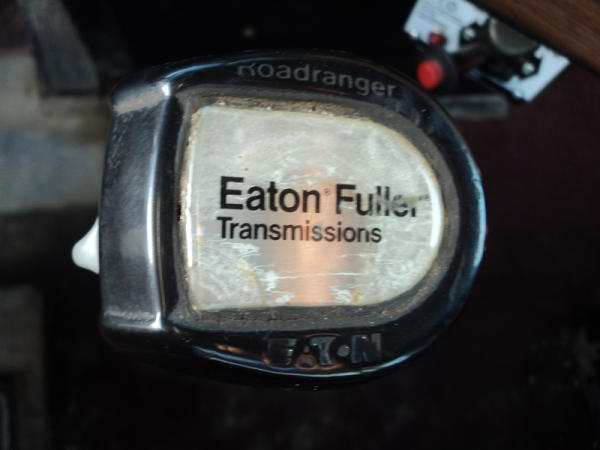 Roadranger
Eaton® Fuller®
Transmissions
EATON